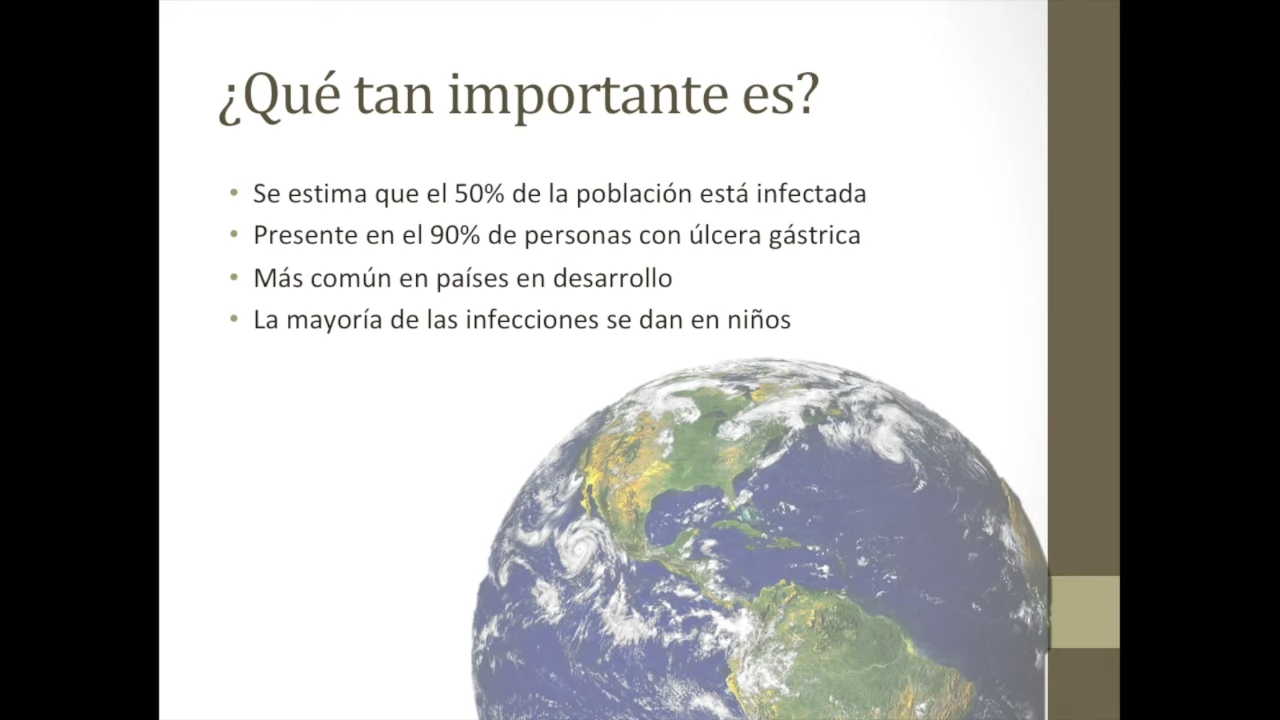 ¿Qué tan importante es?
• Se estima que el 50% de la población está infectada
• Presente en el 90% de personas con úlcera gástrica
• Más común en países en desarrollo
• La mayoría de las infecciones se dan en niños